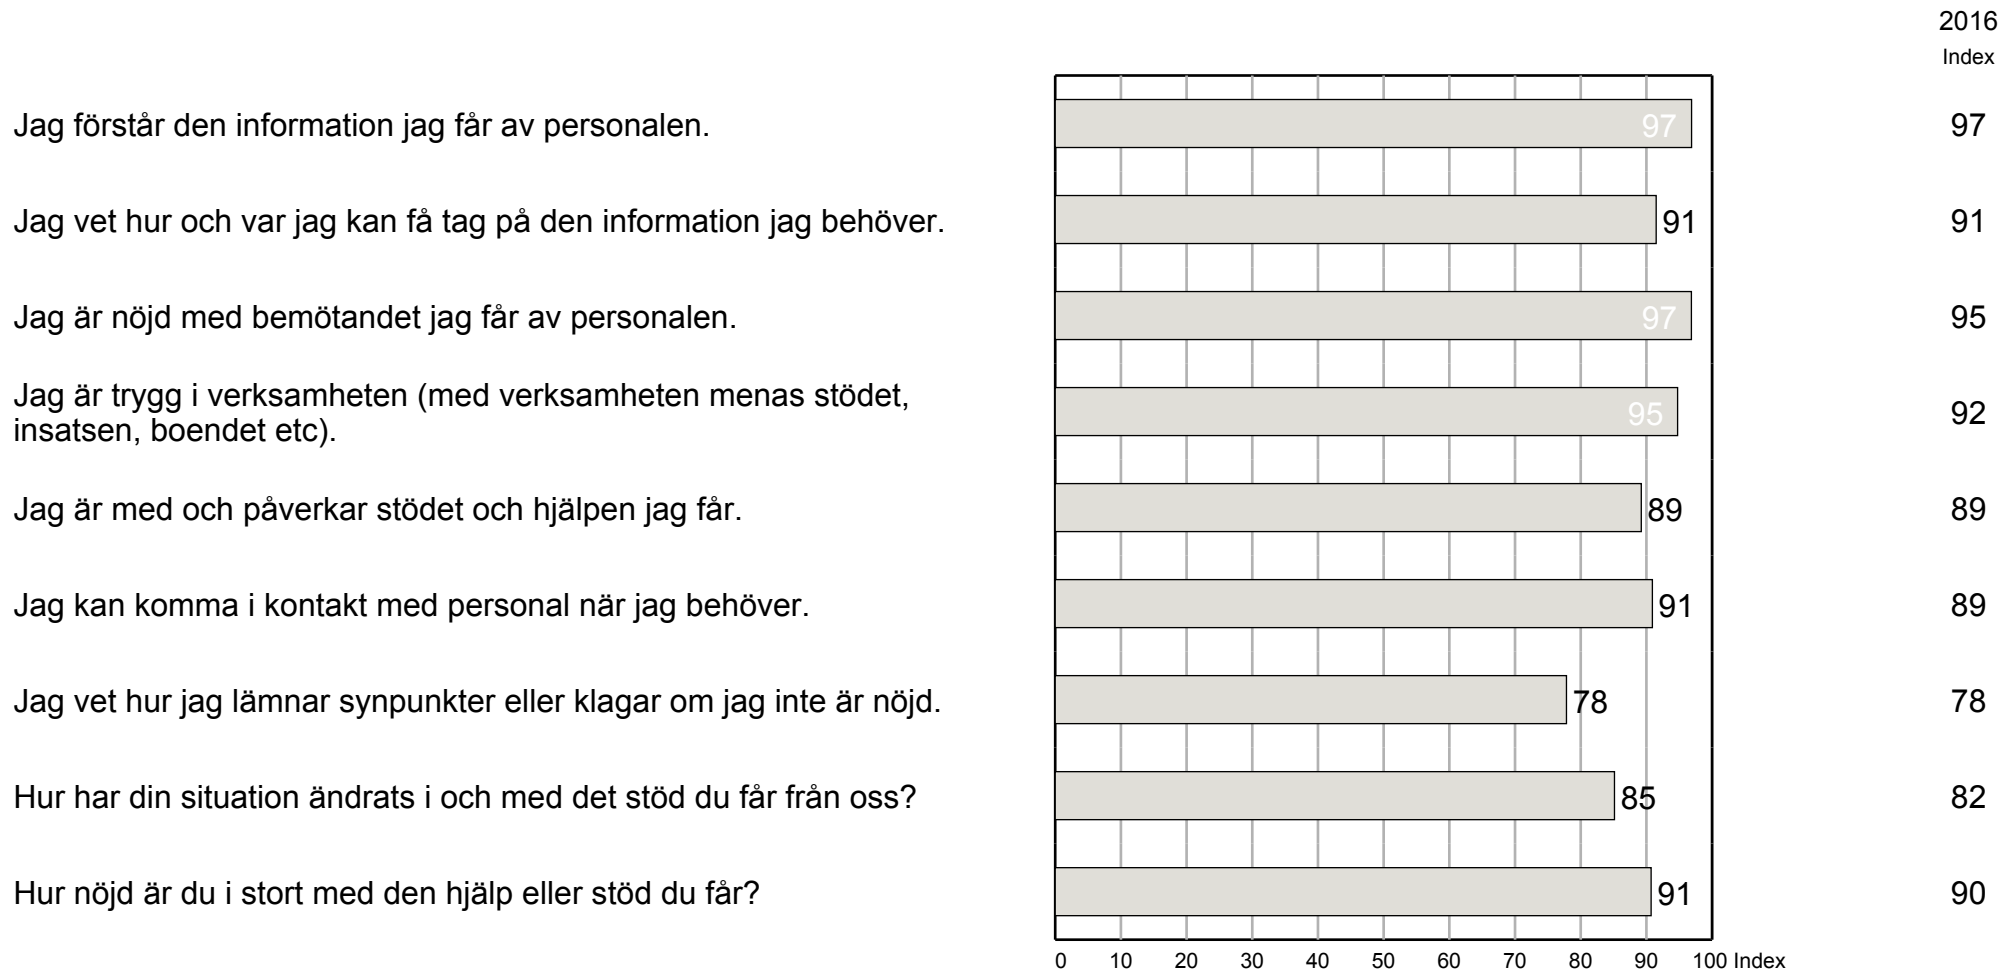 2016
Index
Jag förstår den information jag får av personalen. 97 97
Jag vet hur och var jag kan få tag på den information jag behöver. 91 91
Jag är nöjd med bemötandet jag får av personalen. 97 95
Jag är trygg i verksamheten (med verksamheten menas stödet,
insatsen, boendet etc). 95 92
Jag är med och påverkar stödet och hjälpen jag får. 89 89
Jag kan komma i kontakt med personal när jag behöver. 91 89
Jag vet hur jag lämnar synpunkter eller klagar om jag inte är nöjd. 78 78
Hur har din situation ändrats i och med det stöd du får från oss? 85 82
Hur nöjd är du i stort med den hjälp eller stöd du får? 91 90
0 10 20 30 40 50 60 70 80 90 100 Index